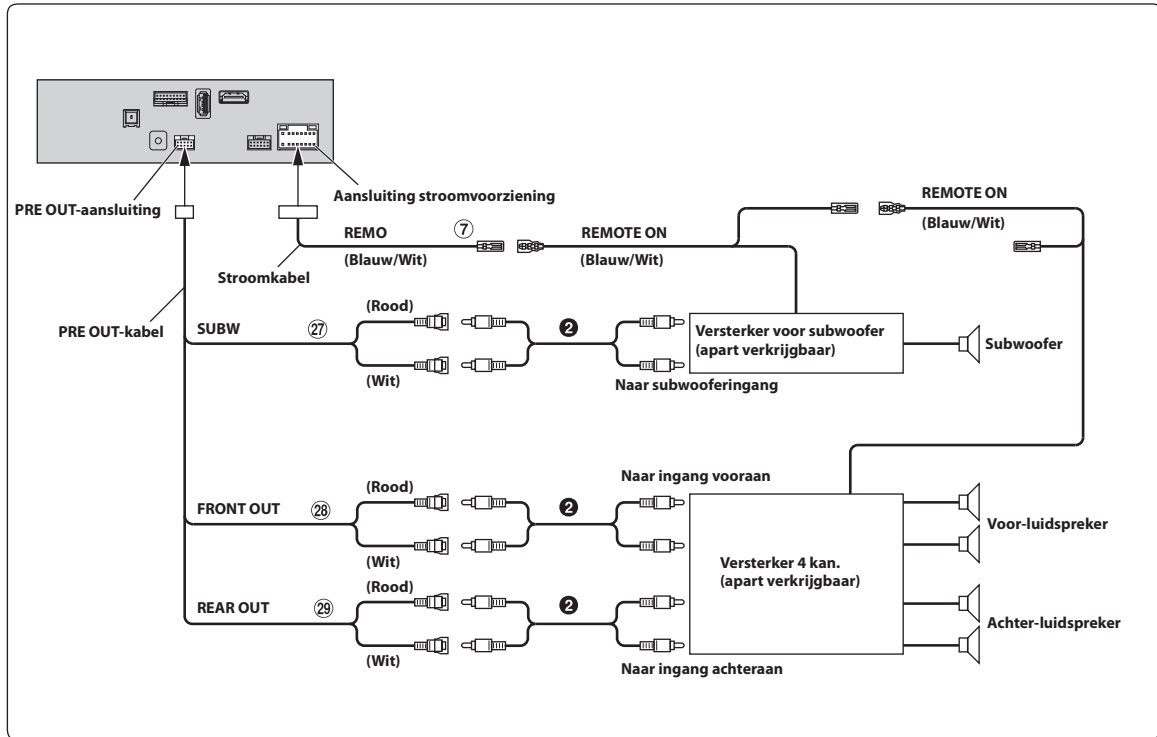 PRE OUT-aansluiting
Aansluiting stroomvoorziening
REMO
⑦
(Blauw/Wit)
Stroomkabel
REMOTE ON
(Blauw/Wit)
REMOTE ON
(Blauw/Wit)
PRE OUT-kabel
SUBW
㉗
(Rood)
(Wit)
❷
Naar subwooferingang
Versterker voor subwoofer
(apart verkrijgbaar)
Subwoofer
FRONT OUT
㉘
(Rood)
(Wit)
❷
Naar ingang vooraan
REAR OUT
㉙
(Rood)
(Wit)
❷
Naar ingang achteraan
Versterker 4 kan.
(apart verkrijgbaar)
Voor-luidspreker
Achter-luidspreker